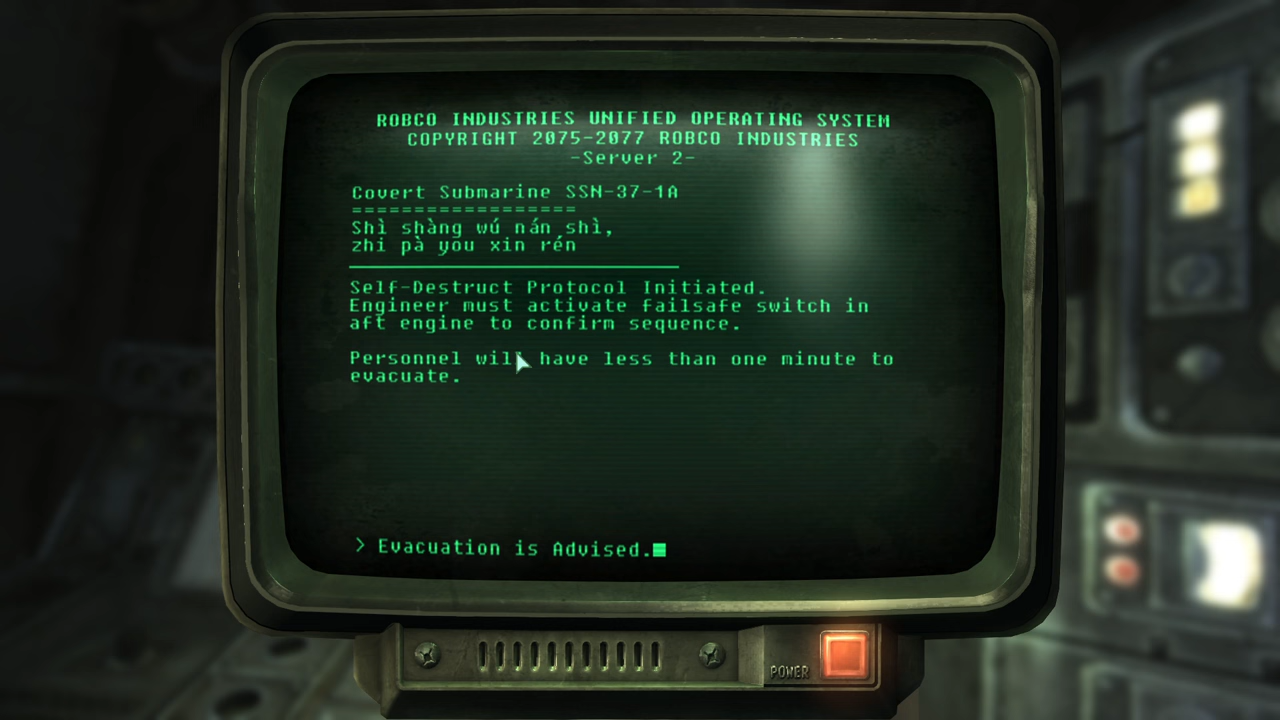 ROBCO INDUSTRIES UNIFIED OPERATING SYSTEM
COPYRIGHT 2075-2077 ROBCO INDUSTRIES
-Server 2-
Covert Submarine SSN-37-1A
==================
Shì shàng wú nán shì,
zhi pà you xin rén
Self-Destruct Protocol Initiated.
Engineer must activate failsafe switch in
aft engine to confirm sequence.
Personnel will have less than one minute to
evacuate.
> Evacuation is Advised.
POWER